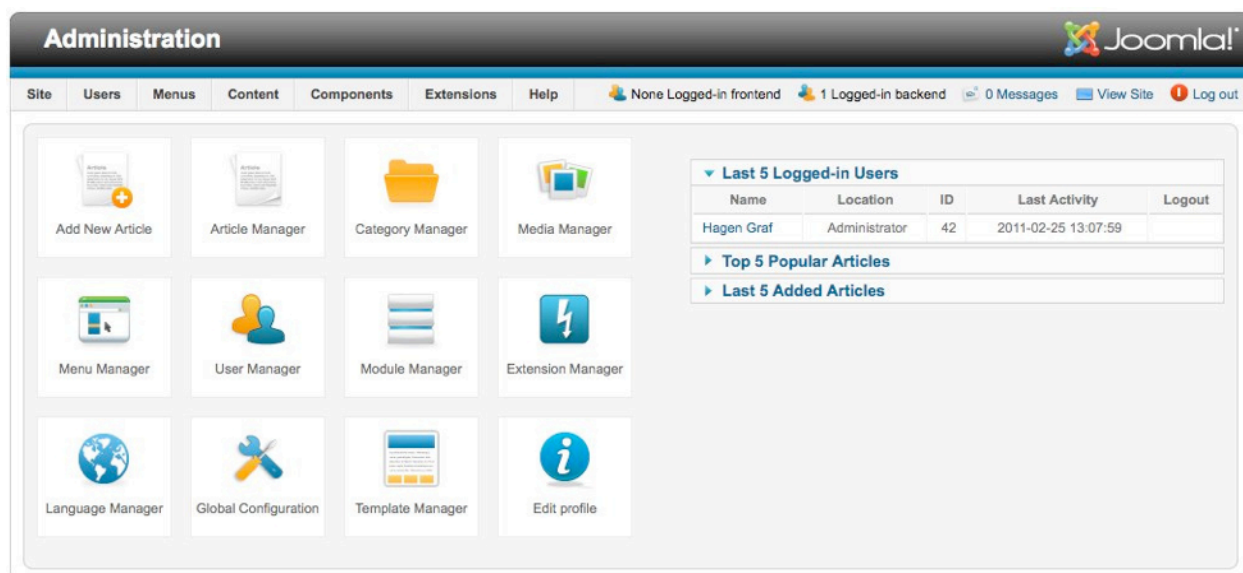 Administration
Joomla!
Site Users Menus Content Components Extensions Help None Logged-in frontend 1 Logged-in backend 0 Messages View Site Log out
Add New Article Article Manager Category Manager Media Manager
Last 5 Logged-in Users
Name Location ID Last Activity Logout
Hagen Graf Administrator 42 2011-02-25 13:07:59
Top 5 Popular Articles
Last 5 Added Articles
Menu Manager User Manager Module Manager Extension Manager
Language Manager Global Configuration Template Manager Edit profile